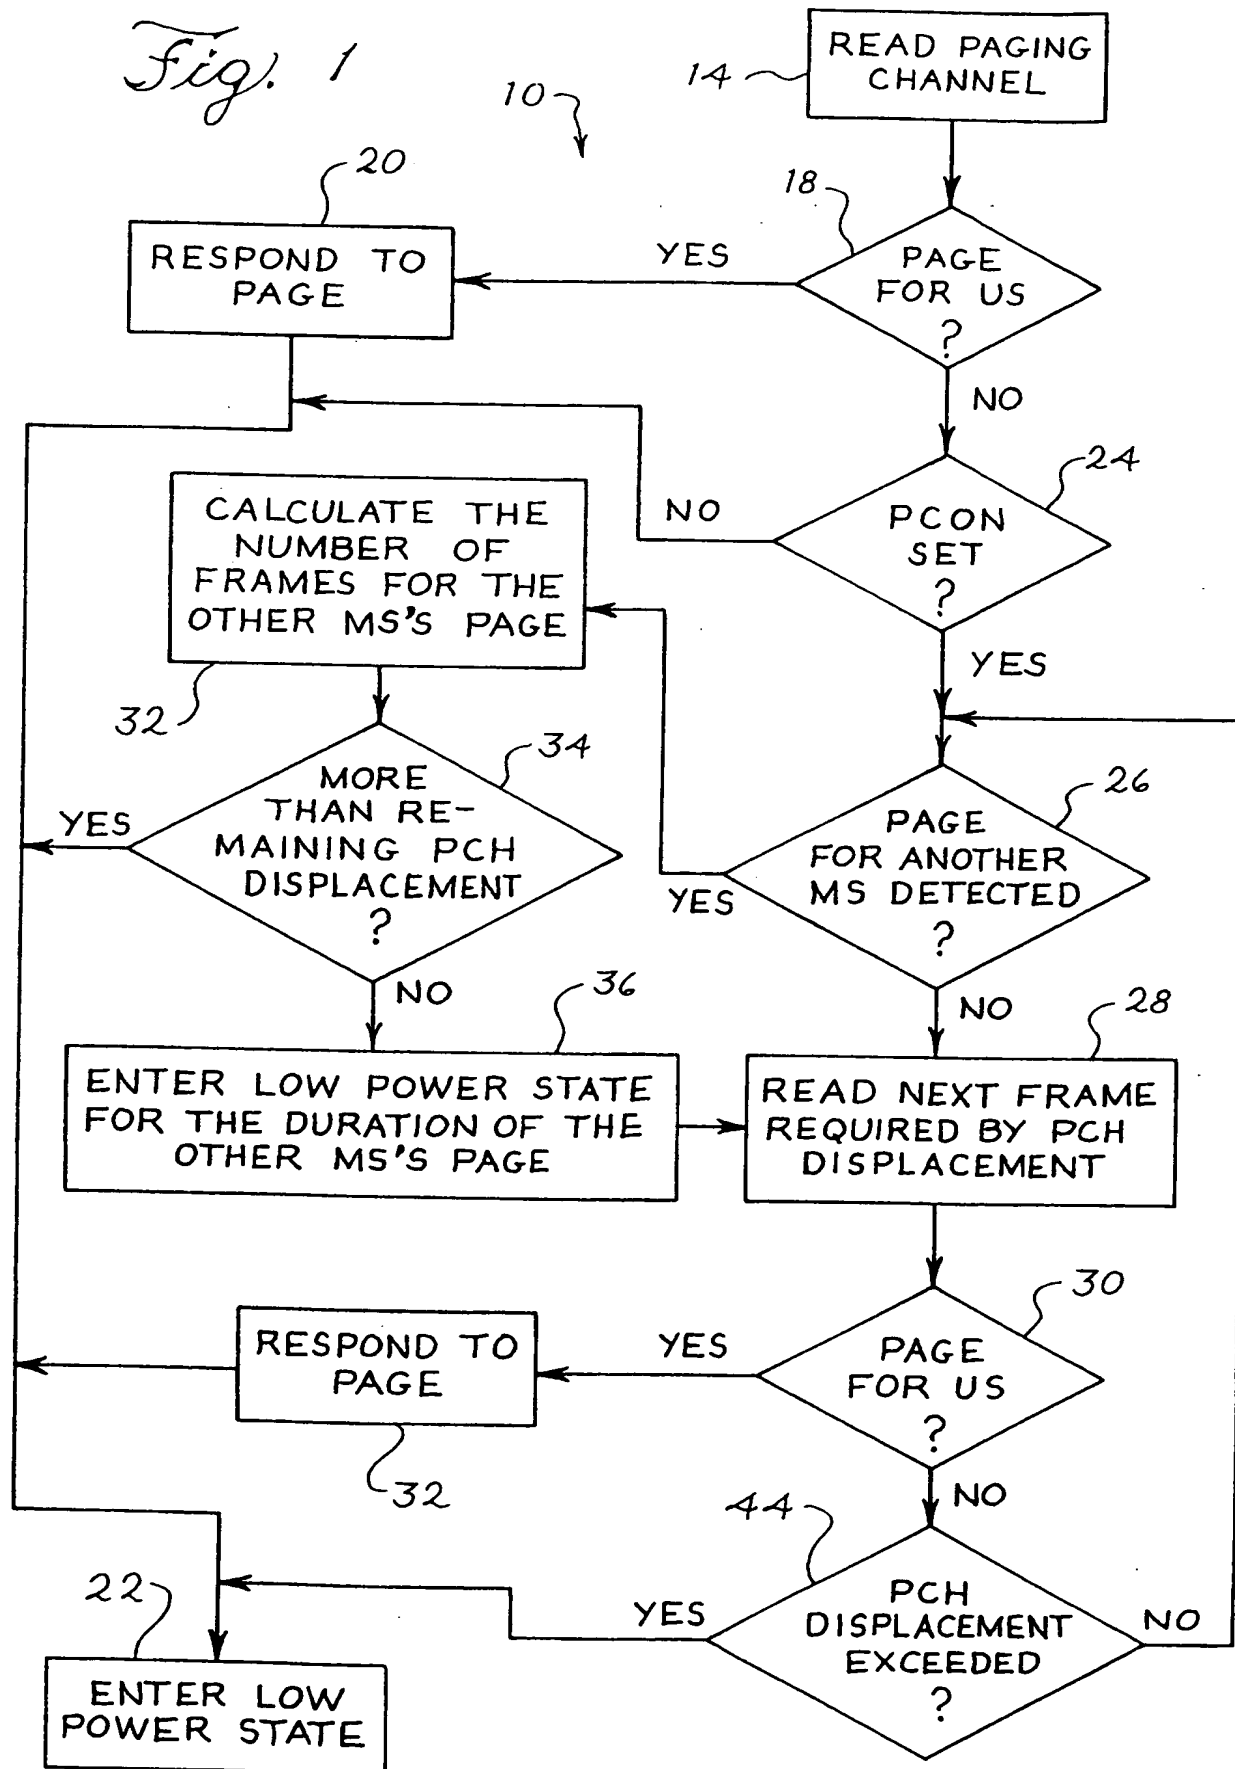 Fig. 1
READ PAGING
CHANNEL
14
10
20
18
RESPOND TO
PAGE
YES
PAGE
FOR US
?
NO
24
CALCULATE THE
NUMBER OF
FRAMES FOR THE
OTHER MS'S PAGE
NO
PCON
SET
?
YES
32
34
MORE
THAN RE-
MAINING PCH
DISPLACEMENT
?
YES
26
PAGE
FOR ANOTHER
MS DETECTED
?
YES
NO
NO
36
28
ENTER LOW POWER STATE
FOR THE DURATION OF THE
OTHER MS'S PAGE
READ NEXT FRAME
REQUIRED BY PCH
DISPLACEMENT
30
RESPOND TO
PAGE
YES
PAGE
FOR US
?
32
NO
44
22
YES
PCH
DISPLACEMENT
EXCEEDED
?
NO
ENTER LOW
POWER STATE